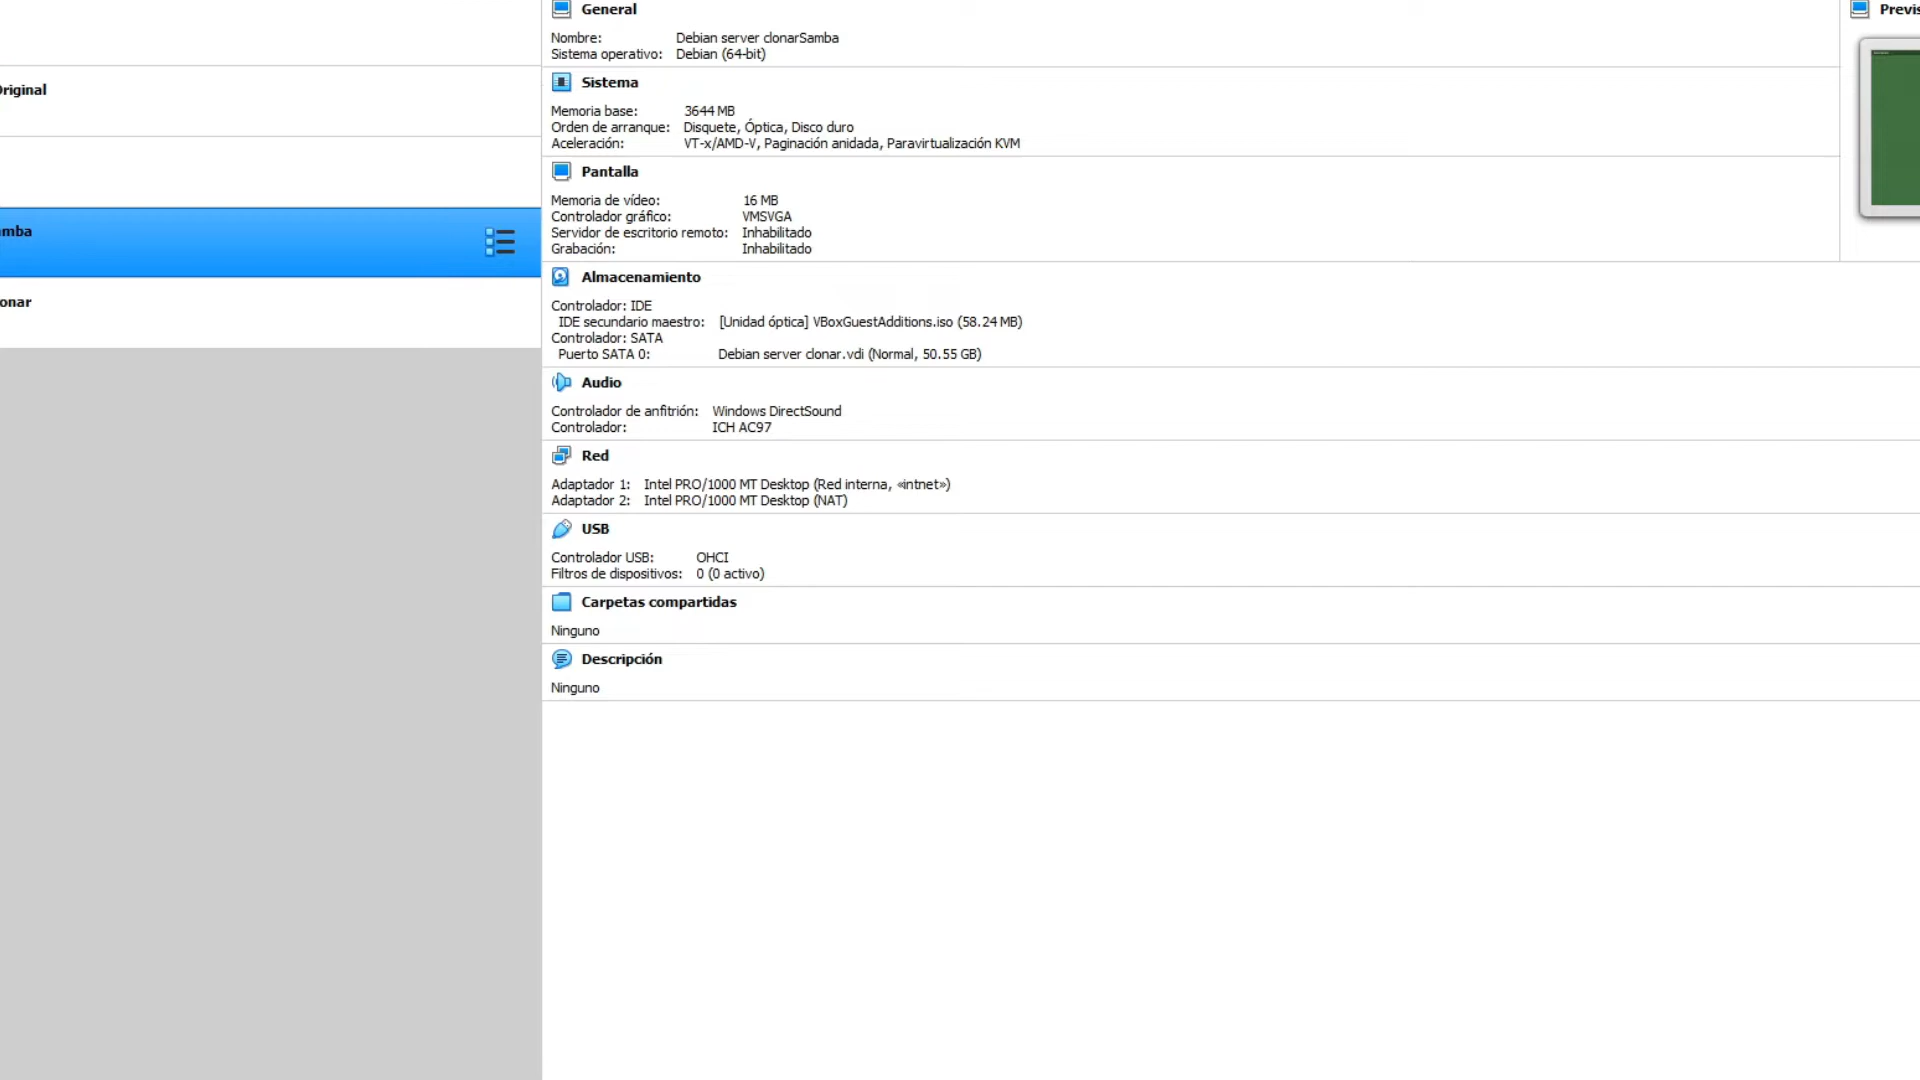 Original
amba
onar
General
Nombre: Debian server clonarSamba
Sistema operativo: Debian (64-bit)
Sistema
Memoria base: 3644 MB
Orden de arranque: Disquete, Óptica, Disco duro
Aceleración: VT-x/AMD-V, Paginación anidada, Paravirtualización KVM
Pantalla
Memoria de vídeo: 16 MB
Controlador gráfico: VMSVGA
Servidor de escritorio remoto: Inhabilitado
Grabación: Inhabilitado
Almacenamiento
Controlador: IDE
IDE secundario maestro: [Unidad óptica] VBoxGuestAdditions.iso (58.24 MB)
Controlador: SATA
Puerto SATA 0: Debian server clonar.vdi (Normal, 50.55 GB)
Audio
Controlador de anfitrión: Windows DirectSound
Controlador: ICH AC97
Red
Adaptador 1: Intel PRO/1000 MT Desktop (Red interna, «intnet»)
Adaptador 2: Intel PRO/1000 MT Desktop (NAT)
USB
Controlador USB: OHCI
Filtros de dispositivos: 0 (0 activo)
Carpetas compartidas
Ninguno
Descripción
Ninguno
Previs